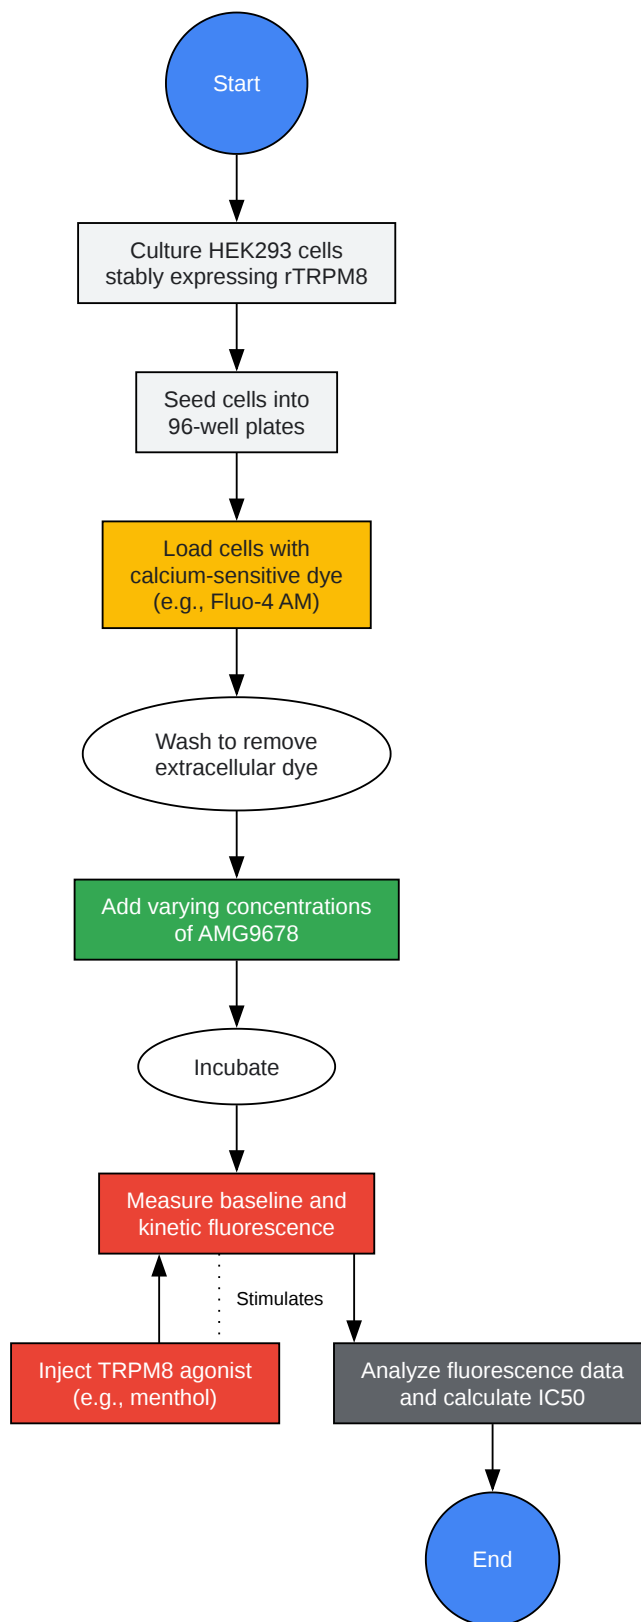 Start
Culture HEK293 cells
stably expressing rTRPM8
Seed cells into
96-well plates
Load cells with
calcium-sensitive dye
(e.g., Fluo-4 AM)
Wash to remove
extracellular dye
Add varying concentrations
of AMG9678
Incubate
Measure baseline and
kinetic fluorescence
Stimulates
Inject TRPM8 agonist
(e.g., menthol)
Analyze fluorescence data
and calculate IC50
End